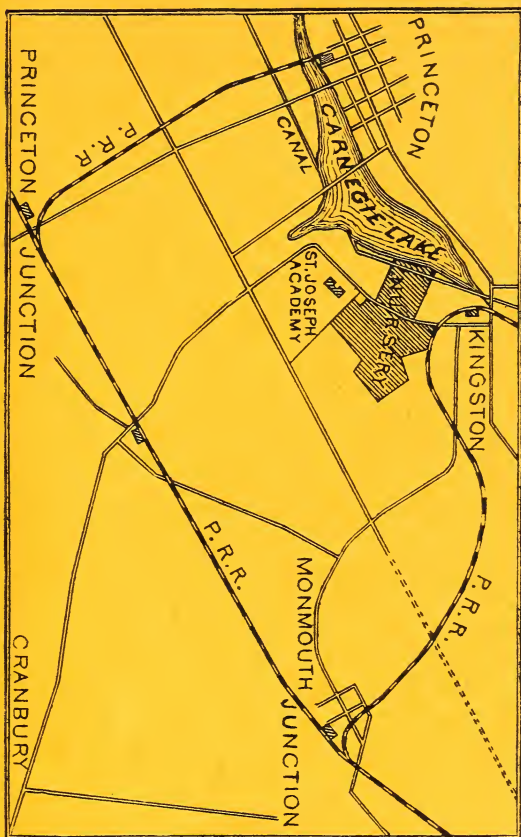 PRINCETON
CARNEGIE LAKE
CANAL
P.R.R.
PRINCETON JUNCTION
ST. JOSEPH
ACADEMY
NURSERY
KINGSTON
P.R.R.
P.R.R.
MONMOUTH
JUNCTION
CRANBURY